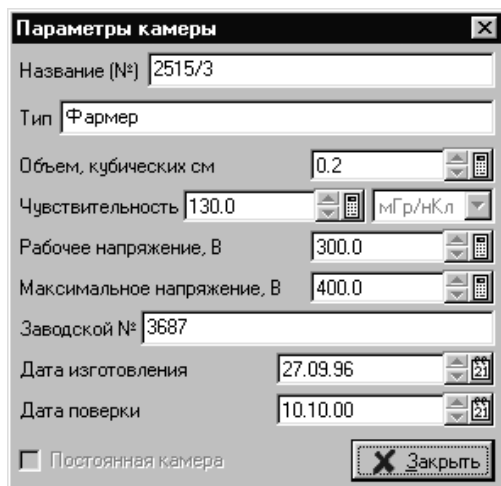 Параметры камеры
Название (№) 2515/3
Тип Фармер
Объем, кубических см 0.2
Чувствительность 130.0 мГр/нКл
Рабочее напряжение, В 300.0
Максимальное напряжение, В 400.0
Заводской № 3687
Дата изготовления 27.09.96 21
Дата поверки 10.10.00 21
Постоянная камера Закрыть